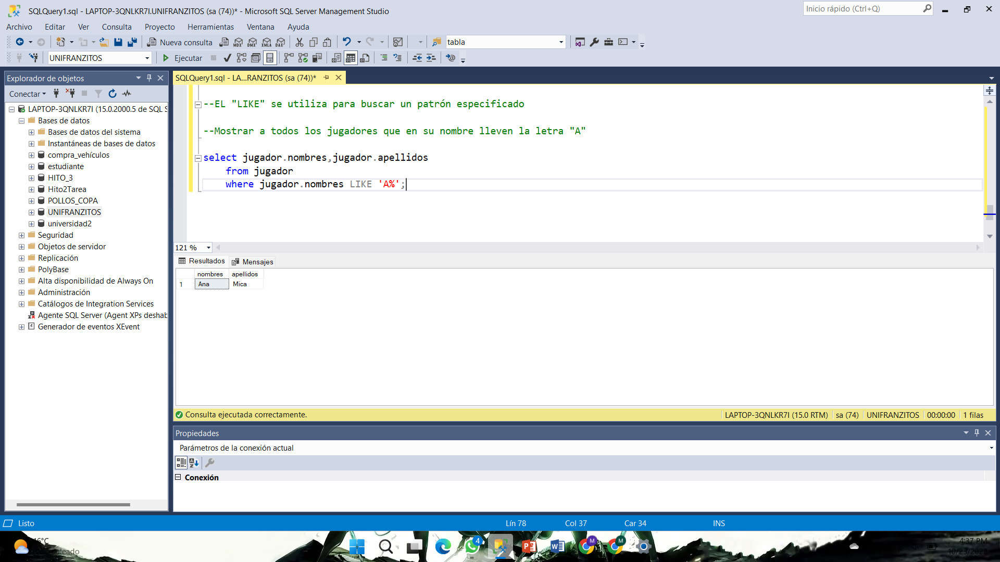 SQLQuery1.sql - LAPTOP-3QNLKR7I.UNIFRANZITOS (sa (74))* - Microsoft SQL Server Management Studio
Inicio rápido (Ctrl+Q)
Archivo Editar Ver Consulta Proyecto Herramientas Ventana Ayuda
Nueva consulta MDX DMX XMLA DAX tabla
UNIFRANZITOS Ejecutar
Explorador de objetos
Conectar
LAPTOP-3QNLKR7I (15.0.2000.5 de SQL S
Bases de datos
Bases de datos del sistema
Instantáneas de bases de datos
compra_vehículos
estudiante
HITO_3
Hito2Tarea
POLLOS_COPA
UNIFRANZITOS
universidad2
Seguridad
Objetos de servidor
Replicación
PolyBase
Alta disponibilidad de Always On
Administración
Catálogos de Integration Services
Agente SQL Server (Agent XPs deshab
Generador de eventos XEvent
SQLQuery1.sql - LA...RANZITOS (sa (74))*
--EL "LIKE" se utiliza para buscar un patrón especificado
--Mostrar a todos los jugadores que en su nombre lleven la letra "A"
select jugador.nombres,jugador.apellidos
from jugador
where jugador.nombres LIKE 'A%';
121 %
Resultados Mensajes
nombres apellidos
1 Ana Mica
Consulta ejecutada correctamente.
LAPTOP-3QNLKR7I (15.0 RTM) sa (74) UNIFRANZITOS 00:00:00 1 filas
Propiedades
Parámetros de la conexión actual
Conexión
Listo Lín 78 Col 37 Car 34 INS
4
M
M
4:37 PM